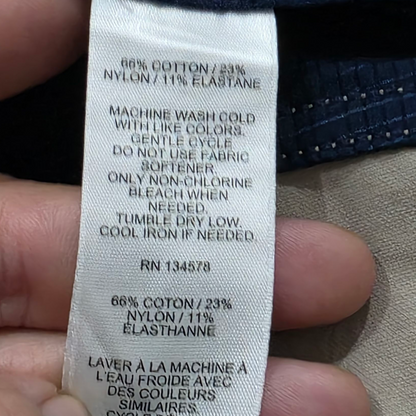 66% COTTON / 23%
NYLON / 11% ELASTANE
MACHINE WASH COLD
WITH LIKE COLORS.
GENTLE CYCLE
DO NOT USE FABRIC
SOFTENER.
ONLY NON-CHLORINE
BLEACH WHEN
NEEDED.
TUMBLE DRY LOW.
COOL IRON IF NEEDED.
RN 134578
66% COTON / 23%
NYLON / 11%
ÉLASTHANNE
LAVER À LA MACHINE À
L'EAU FROIDE AVEC
DES COULEURS
SIMILAIRES.